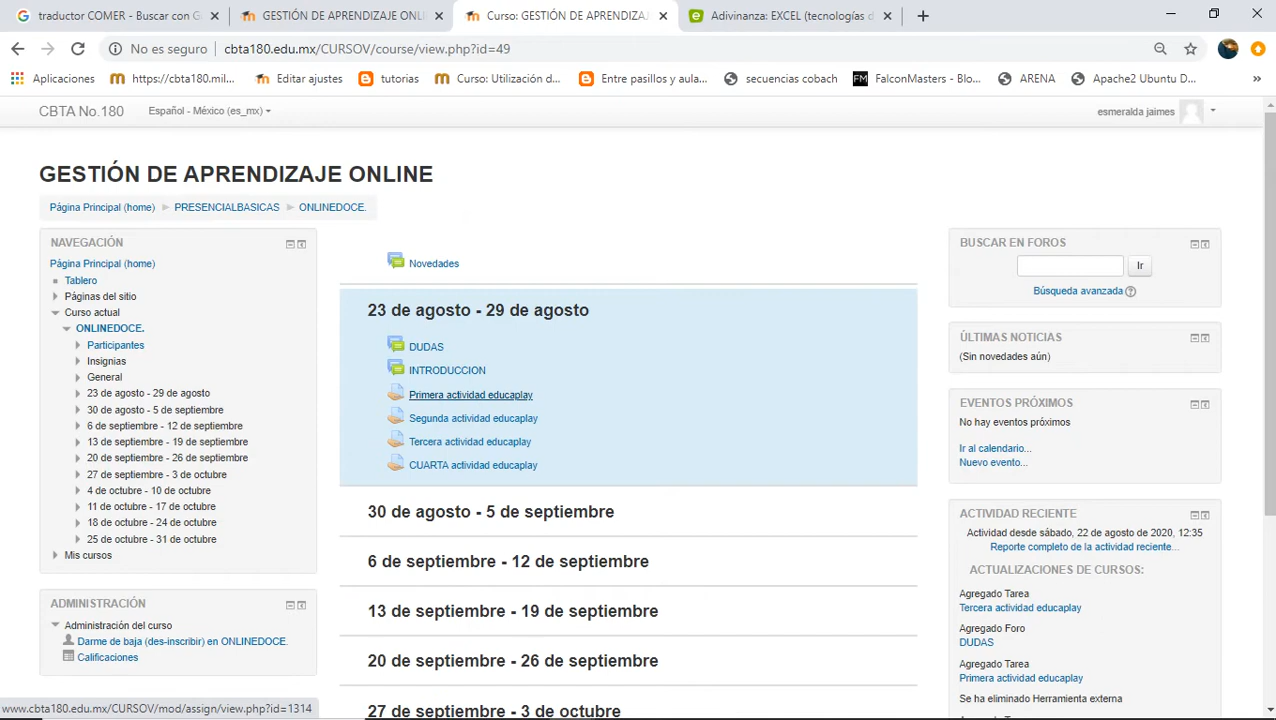 traductor COMER - Buscar con G
GESTIÓN DE APRENDIZAJE ONLI
Curso: GESTIÓN DE APRENDIZA
Adivinanza: EXCEL (tecnologías d
No es seguro
cbta180.edu.mx/CURSOV/course/view.php?id=49
Aplicaciones
https://cbta180.mil...
Editar ajustes
tutorias
Curso: Utilización d...
Entre pasillos y aula...
secuencias cobach
FM
FalconMasters - Blo...
ARENA
Apache2 Ubuntu D...
CBTA No.180
Español - México (es_mx)
esmeralda jaimes
GESTIÓN DE APRENDIZAJE ONLINE
Página Principal (home)
PRESENCIALBASICAS
ONLINEDOCE.
NAVEGACIÓN
Página Principal (home)
Tablero
Páginas del sitio
Curso actual
ONLINEDOCE.
Participantes
Insignias
General
23 de agosto - 29 de agosto
30 de agosto - 5 de septiembre
6 de septiembre - 12 de septiembre
13 de septiembre - 19 de septiembre
20 de septiembre - 26 de septiembre
27 de septiembre - 3 de octubre
4 de octubre - 10 de octubre
11 de octubre - 17 de octubre
18 de octubre - 24 de octubre
25 de octubre - 31 de octubre
Mis cursos
ADMINISTRACIÓN
Administración del curso
Darme de baja (des-inscribir) en ONLINEDOCE.
Calificaciones
Novedades
23 de agosto - 29 de agosto
DUDAS
INTRODUCCION
Primera actividad educaplay
Segunda actividad educaplay
Tercera actividad educaplay
CUARTA actividad educaplay
30 de agosto - 5 de septiembre
6 de septiembre - 12 de septiembre
13 de septiembre - 19 de septiembre
20 de septiembre - 26 de septiembre
27 de septiembre - 3 de octubre
BUSCAR EN FOROS
Ir
Búsqueda avanzada
ÚLTIMAS NOTICIAS
(Sin novedades aún)
EVENTOS PRÓXIMOS
No hay eventos próximos
Ir al calendario...
Nuevo evento...
ACTIVIDAD RECIENTE
Actividad desde sábado, 22 de agosto de 2020, 12:35
Reporte completo de la actividad reciente...
ACTUALIZACIONES DE CURSOS:
Agregado Tarea
Tercera actividad educaplay
Agregado Foro
DUDAS
Agregado Tarea
Primera actividad educaplay
Se ha eliminado Herramienta externa
www.cbta180.edu.mx/CURSOV/mod/assign/view.php?id=1314